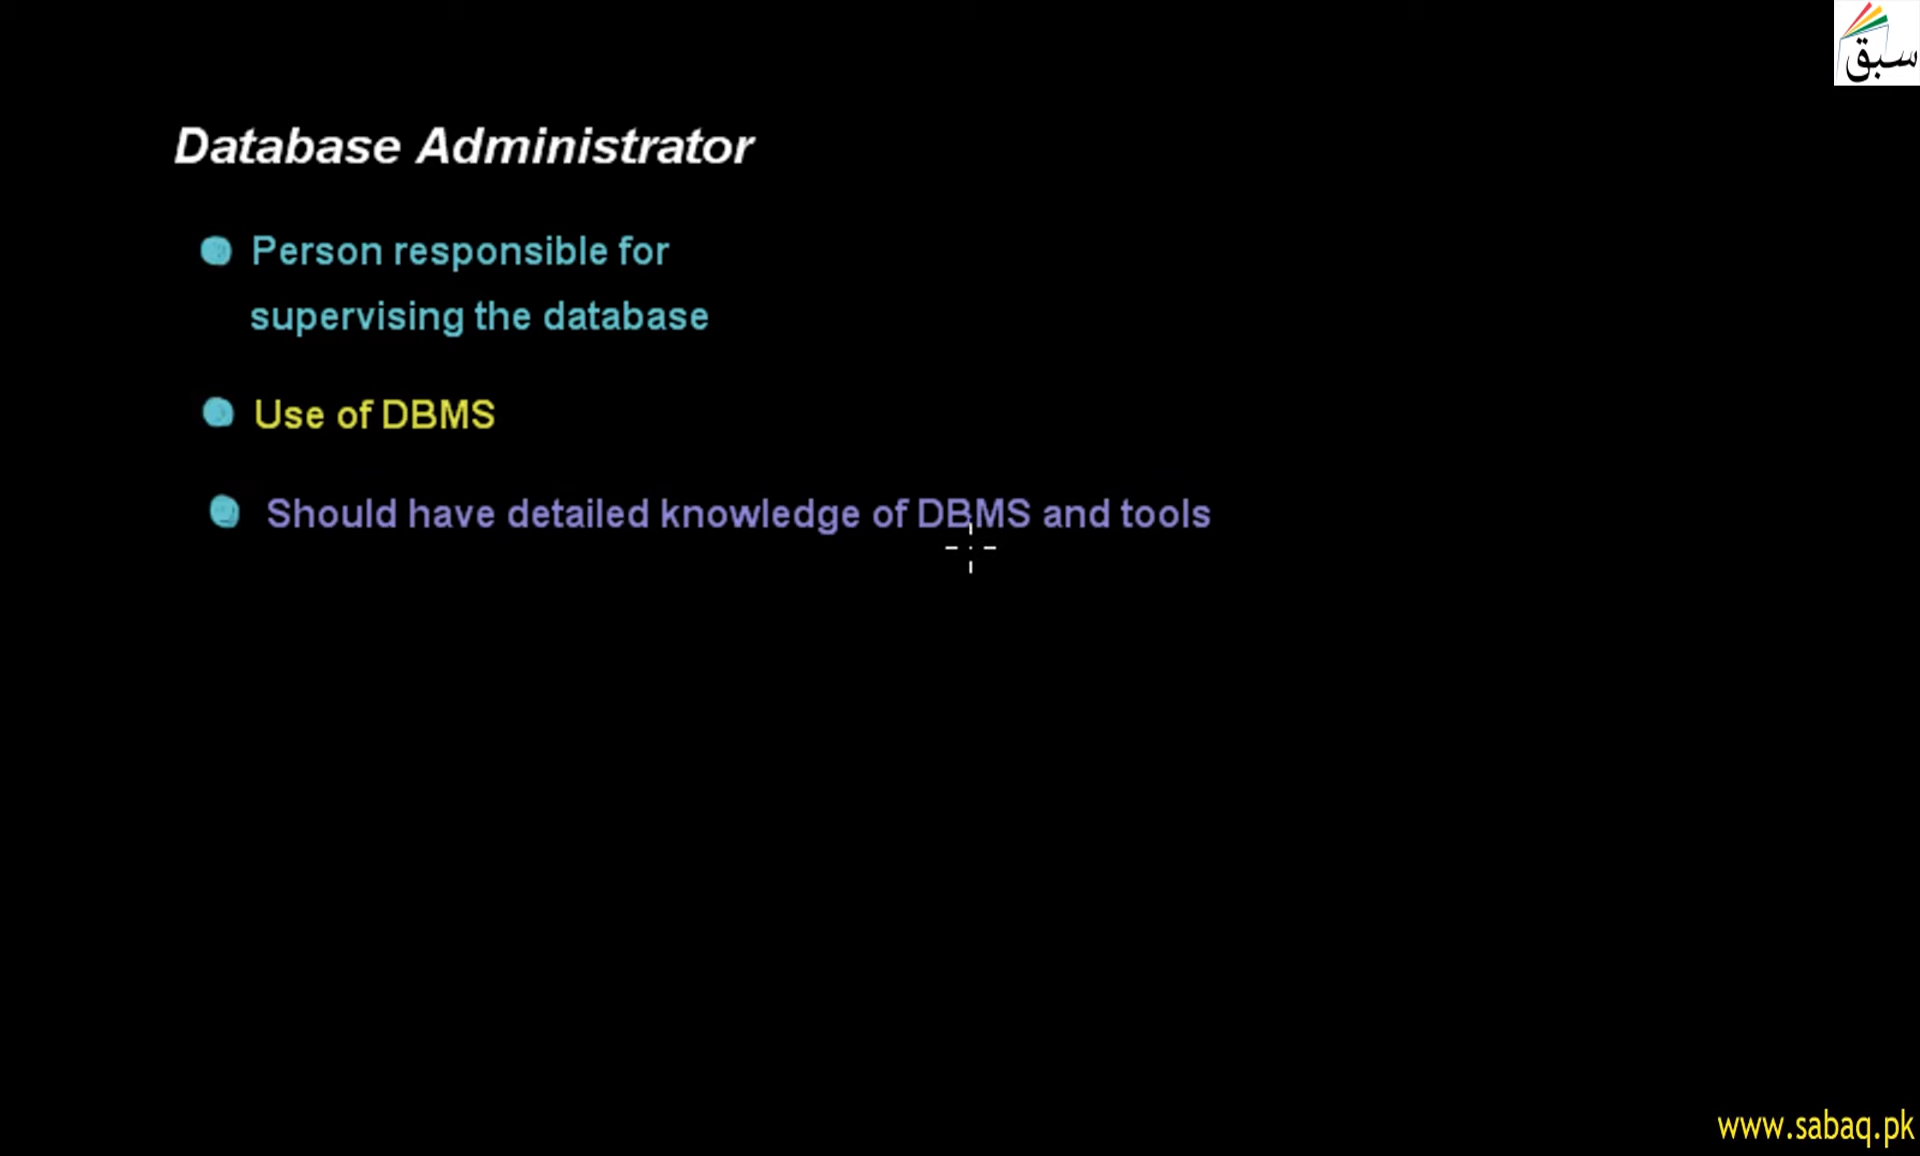 سبق
Database Administrator
Person responsible for
supervising the database
Use of DBMS
Should have detailed knowledge of DBMS and tools
www.sabaq.pk